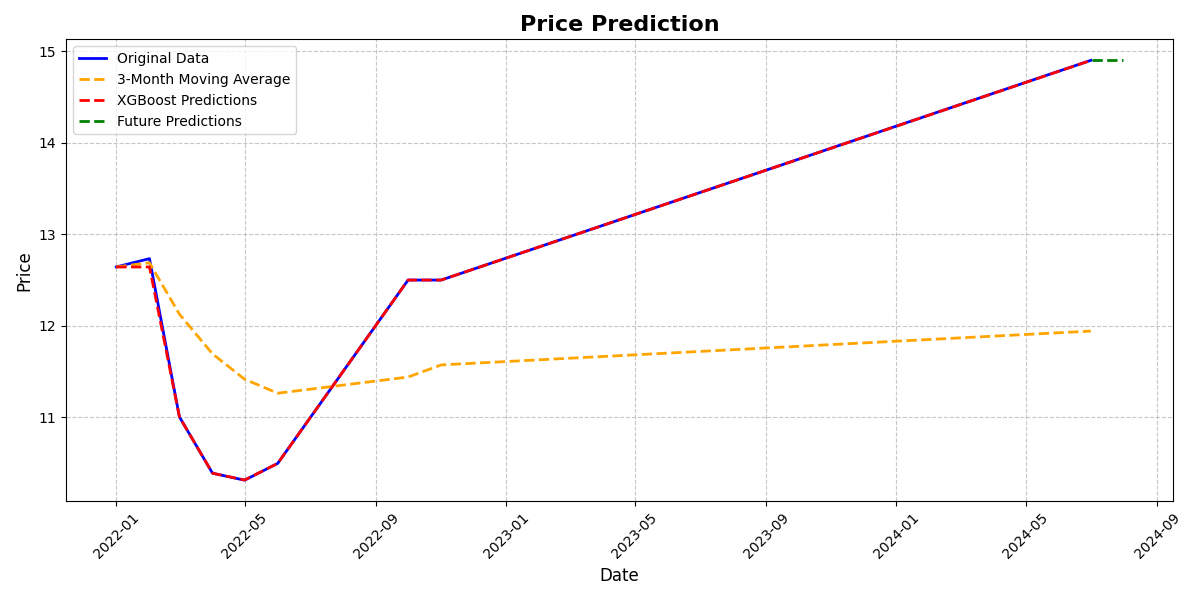 Price Prediction
Original Data
3-Month Moving Average
XGBoost Predictions
Future Predictions
Price
15
14
13
12
11
2022-01
2022-05
2022-09
2023-01
2023-05
2023-09
2024-01
2024-05
2024-09
Date